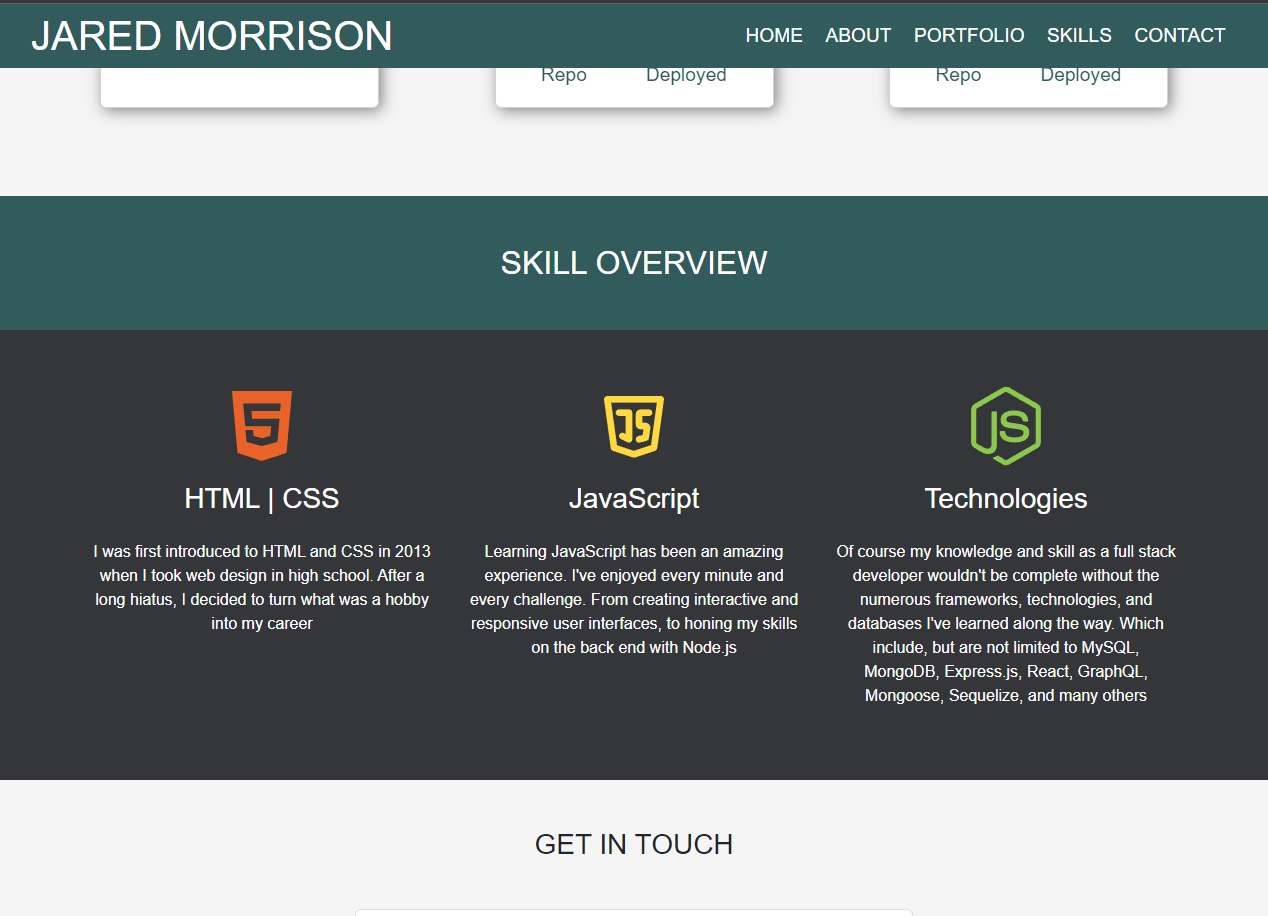 JARED MORRISON
HOME ABOUT PORTFOLIO SKILLS CONTACT
Repo Deployed Repo Deployed
SKILL OVERVIEW
5 JS JS
HTML | CSS
I was first introduced to HTML and CSS in 2013
when I took web design in high school. After a
long hiatus, I decided to turn what was a hobby
into my career
JavaScript
Learning JavaScript has been an amazing
experience. I've enjoyed every minute and
every challenge. From creating interactive and
responsive user interfaces, to honing my skills
on the back end with Node.js
Technologies
Of course my knowledge and skill as a full stack
developer wouldn't be complete without the
numerous frameworks, technologies, and
databases I've learned along the way. Which
include, but are not limited to MySQL,
MongoDB, Express.js, React, GraphQL,
Mongoose, Sequelize, and many others
GET IN TOUCH